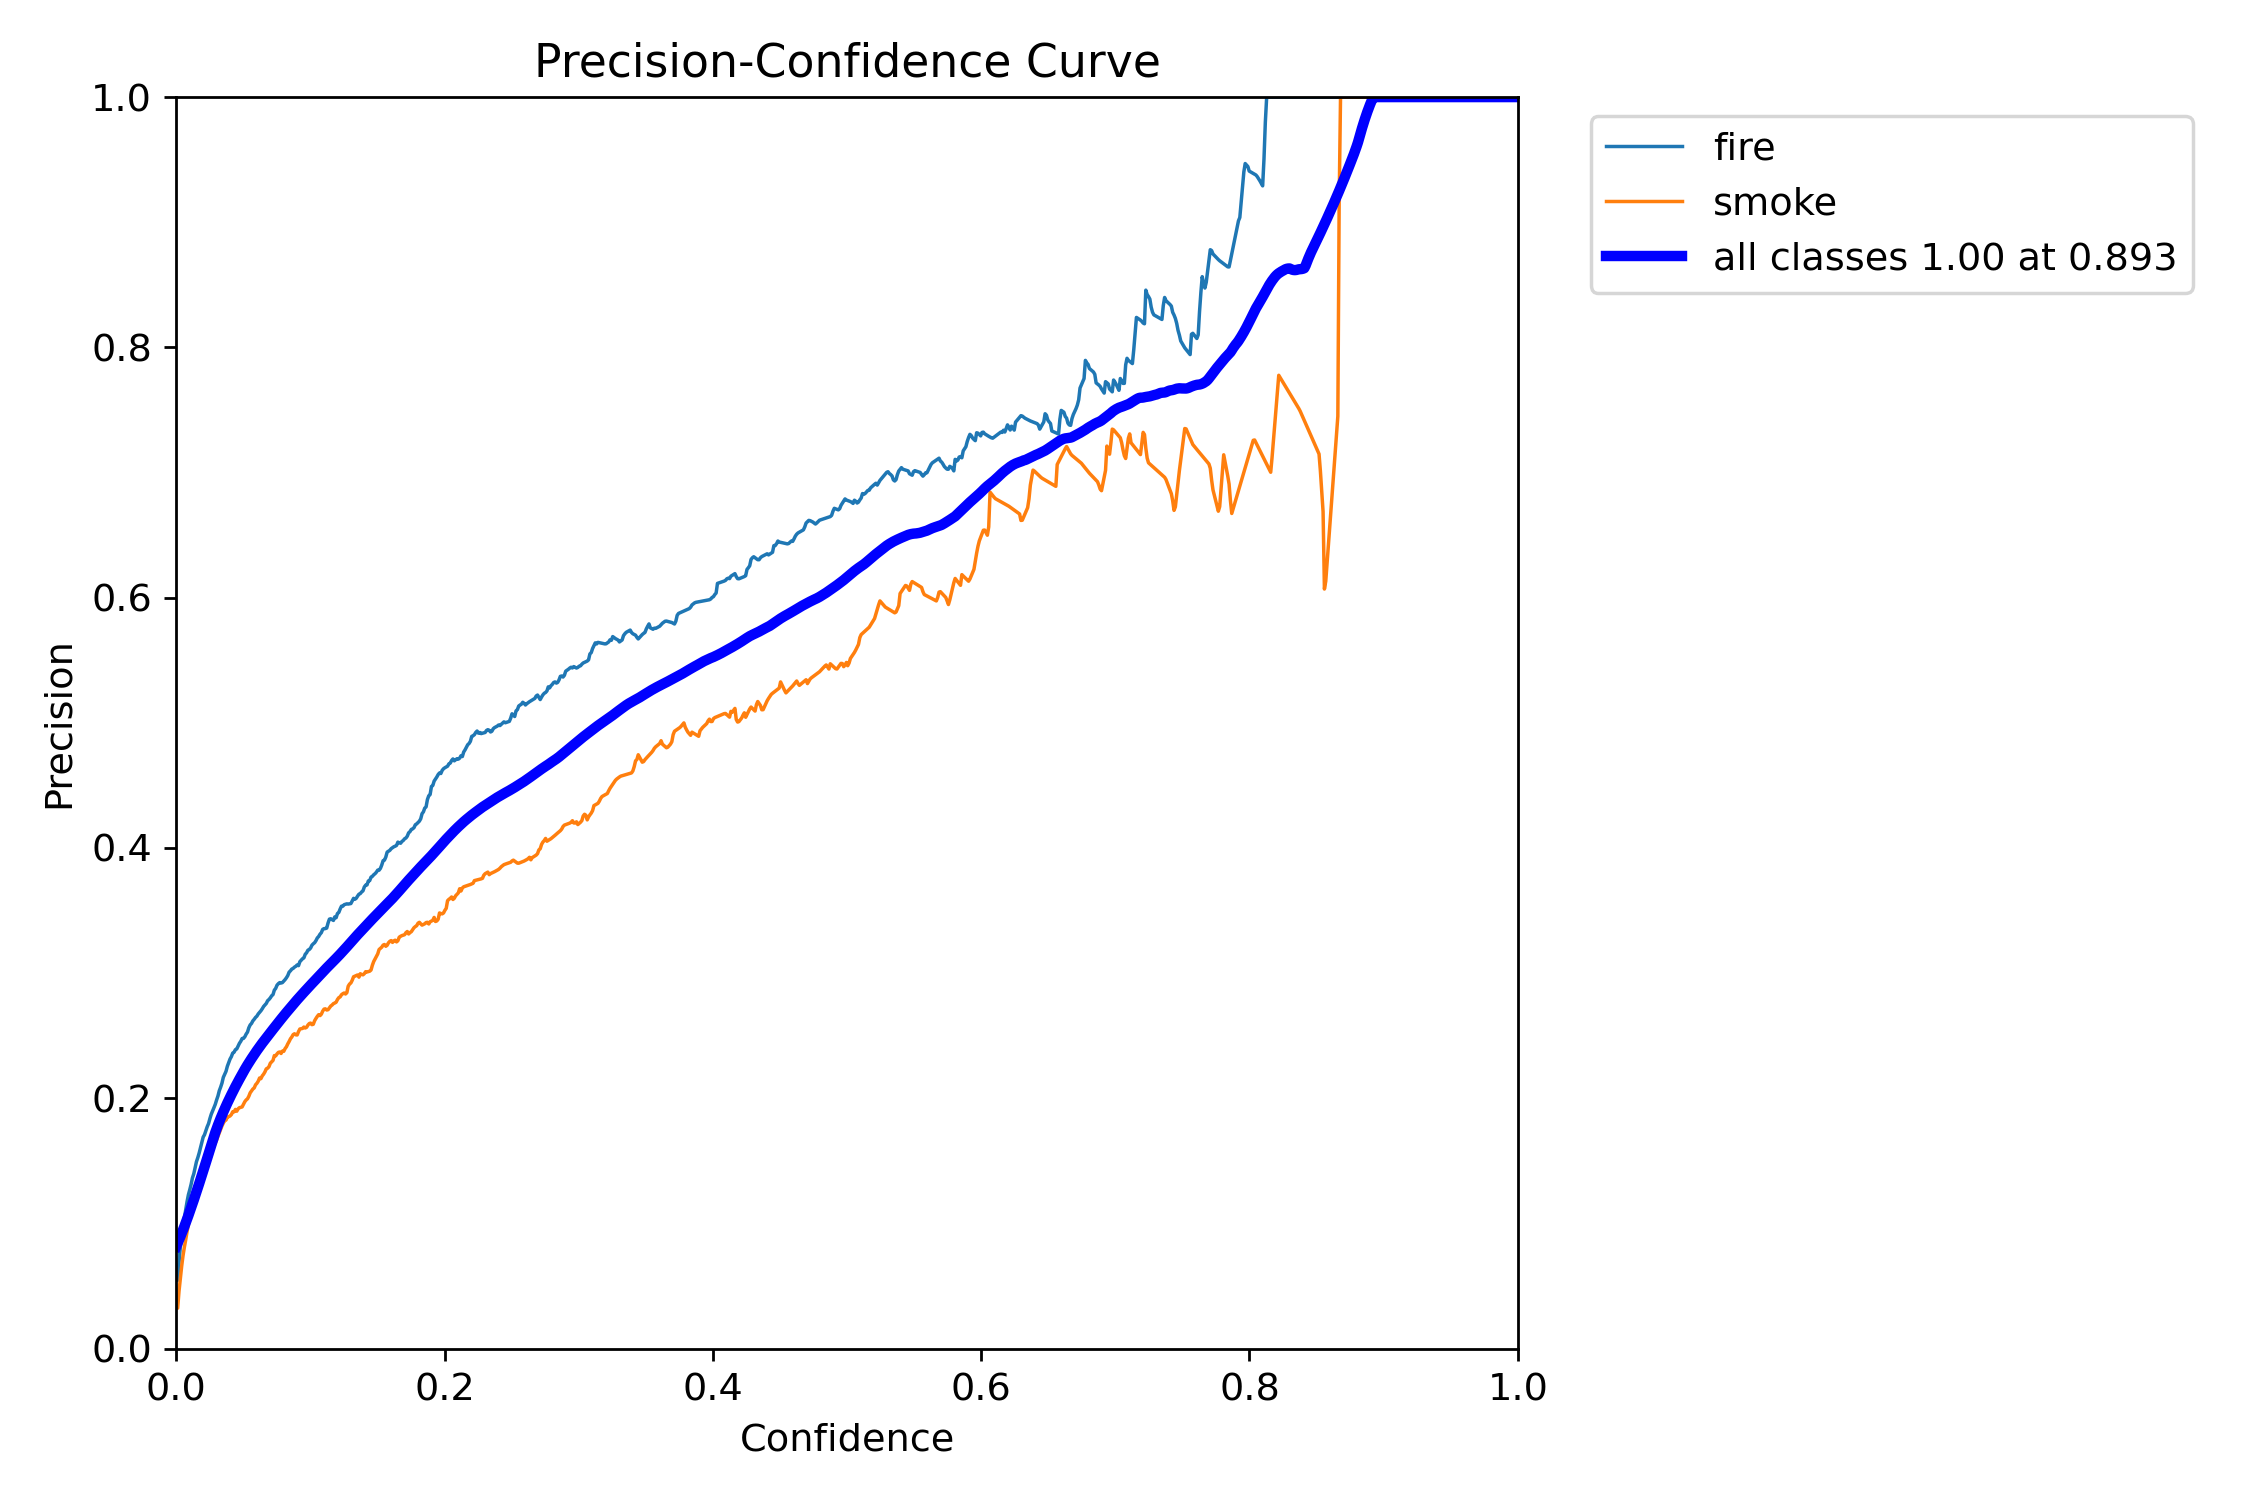 Precision-Confidence Curve
1.0
0.8
0.6
0.4
0.2
0.0
Precision
0.0 0.2 0.4 0.6 0.8 1.0
Confidence
fire
smoke
all classes 1.00 at 0.893